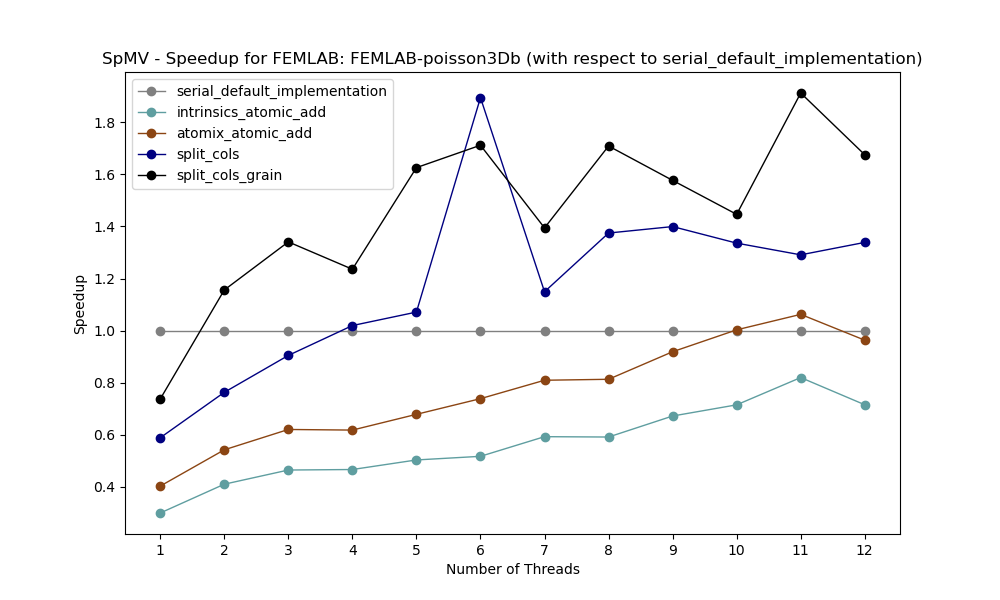 SpMV - Speedup for FEMLAB: FEMLAB-poisson3Db (with respect to serial_default_implementation)
serial_default_implementation
intrinsics_atomic_add
atomix_atomic_add
split_cols
split_cols_grain
Speedup
1.8
1.6
1.4
1.2
1.0
0.8
0.6
0.4
1 2 3 4 5 6 7 8 9 10 11 12
Number of Threads